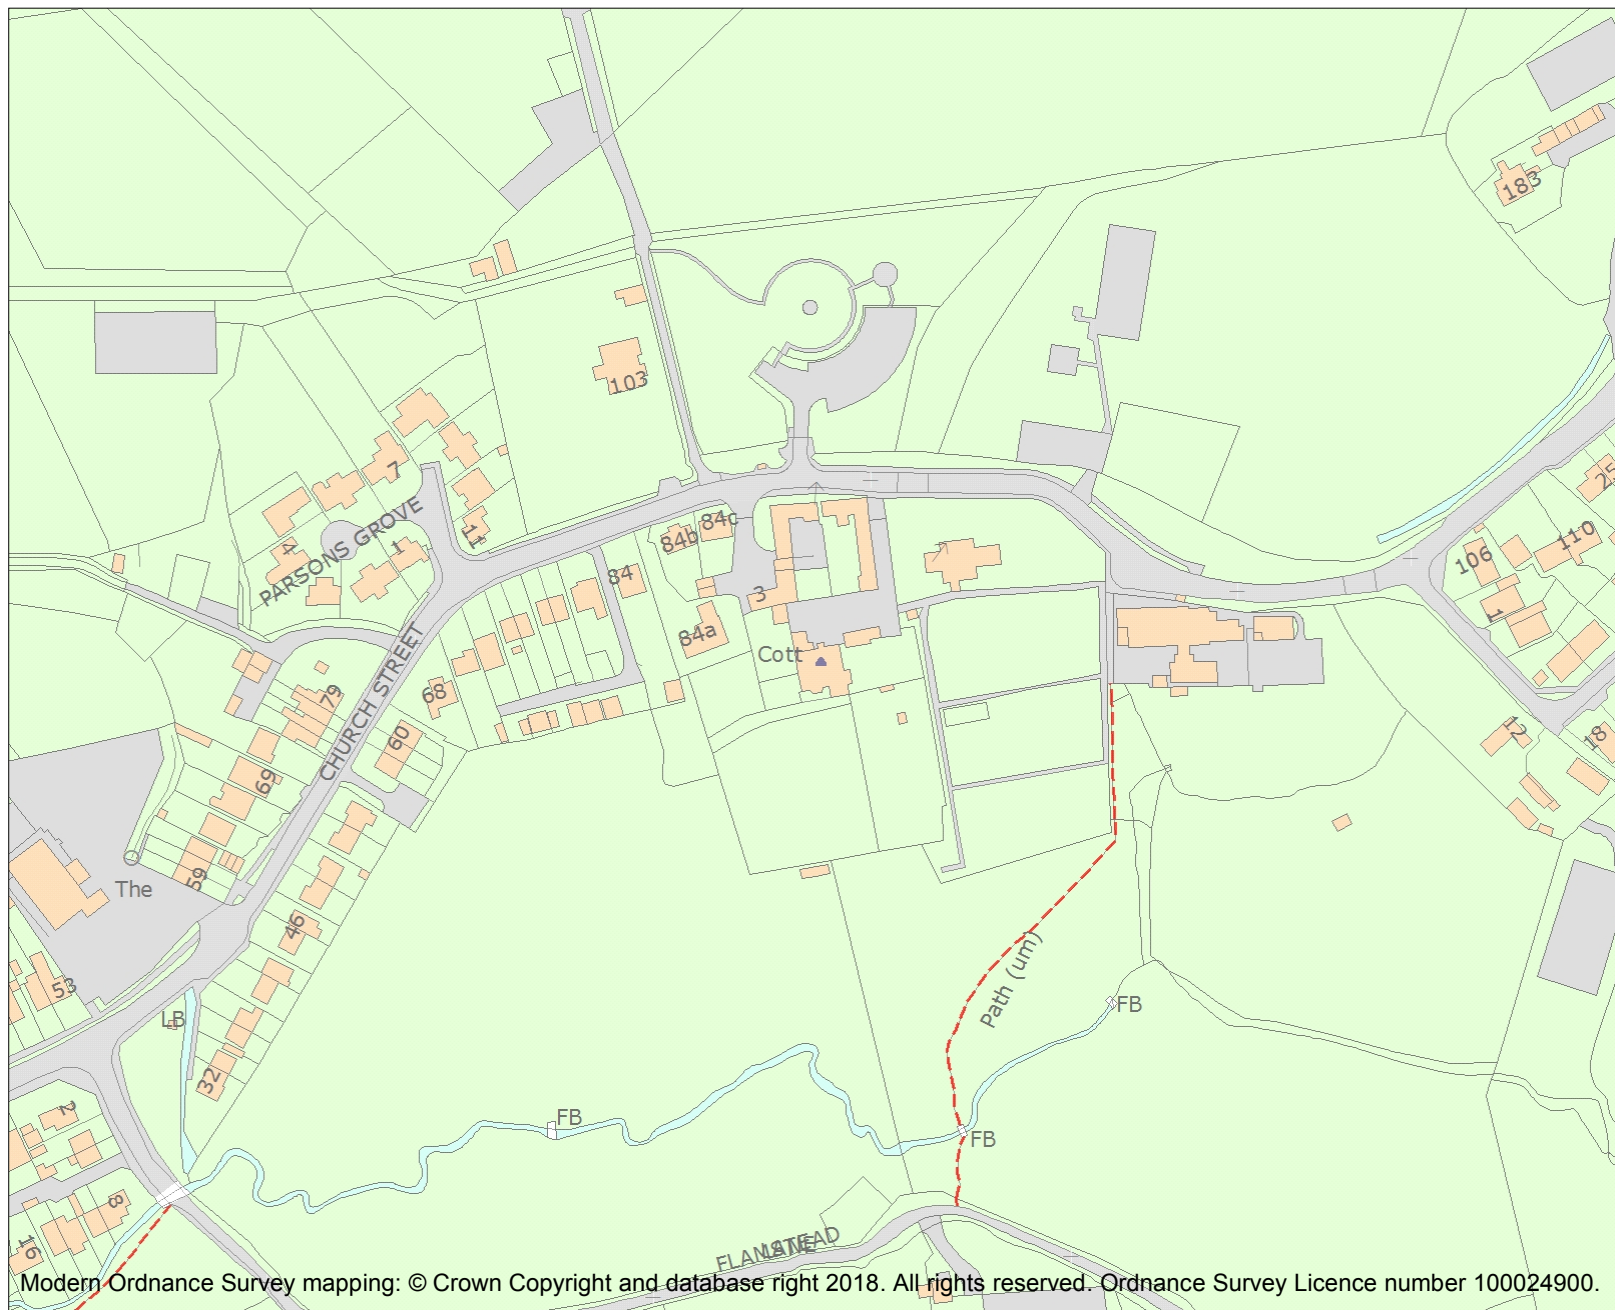 183
103
7
PARSONS GROVE
4
1
11
84b
84c
84
3
84a
Cott
25
110
106
1
12
18
CHURCH STREET
79
68
60
69
59
The
46
53
LB
32
Path (um)
FB
FB
FB
2
8
16
FLAMSTEAD
LANE
Modern Ordnance Survey mapping: © Crown Copyright and database right 2018. All rights reserved. Ordnance Survey Licence number 100024900.